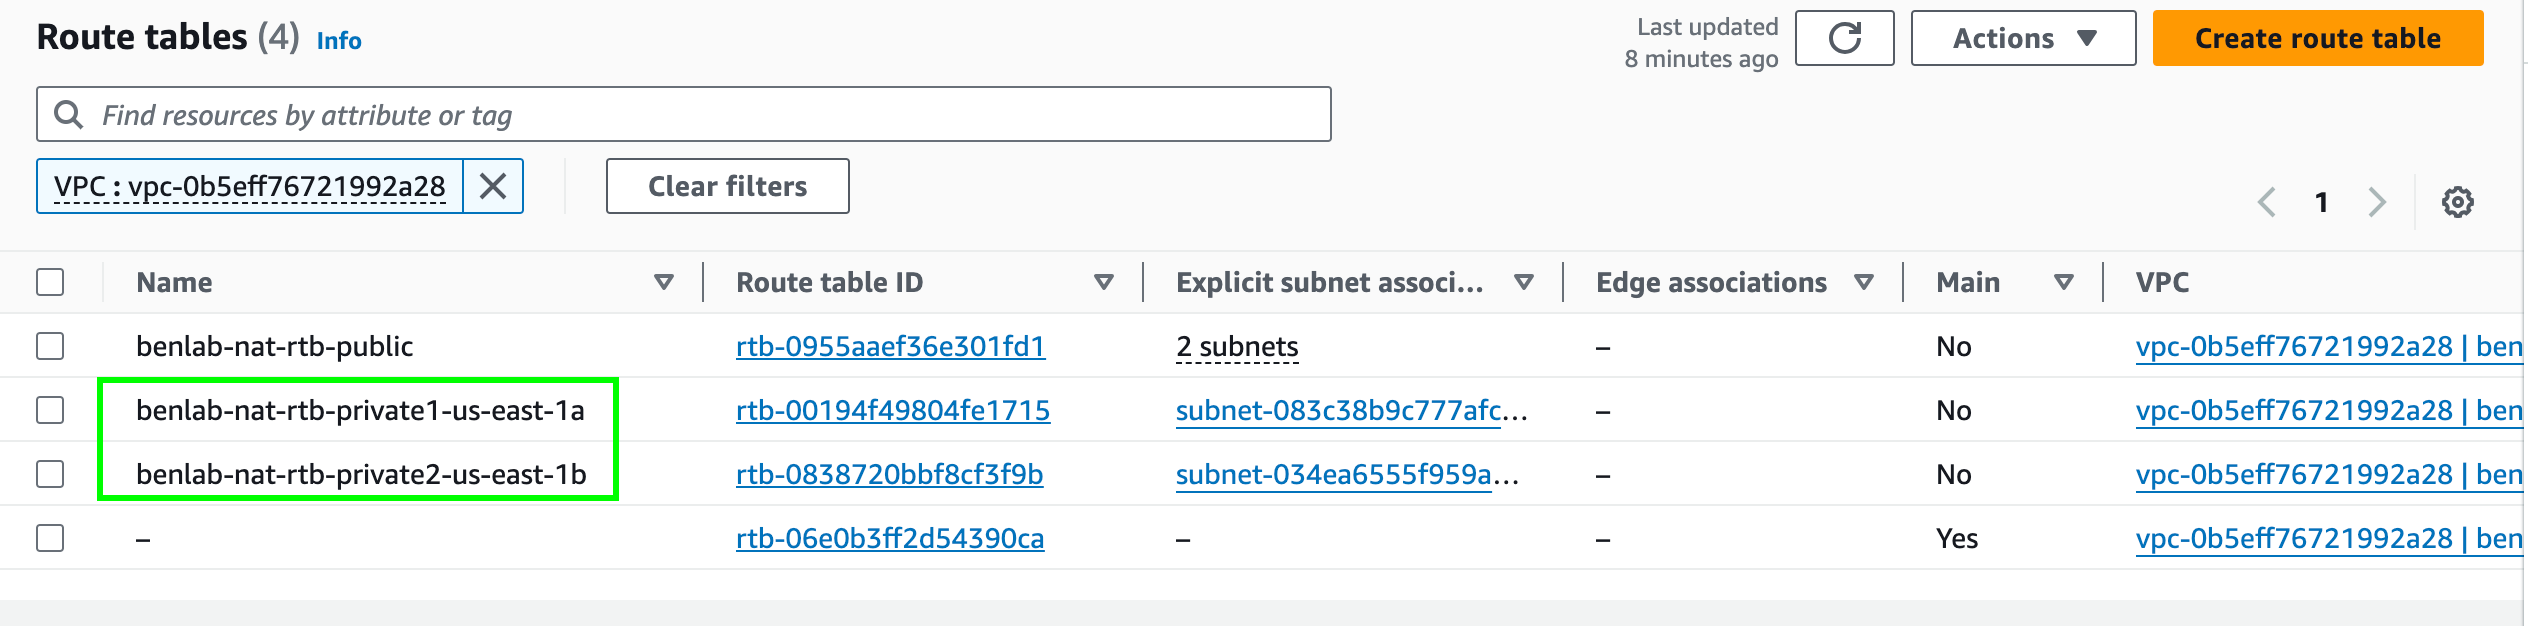 Route tables (4) Info
Last updated
8 minutes ago
Actions
Create route table
Find resources by attribute or tag
VPC : vpc-0b5eff76721992a28
Clear filters
1
Name Route table ID Explicit subnet associ... Edge associations Main VPC
benlab-nat-rtb-public rtb-0955aaef36e301fd1 2 subnets – No vpc-0b5eff76721992a28 | ben
benlab-nat-rtb-private1-us-east-1a rtb-00194f49804fe1715 subnet-083c38b9c777afc... – No vpc-0b5eff76721992a28 | ben
benlab-nat-rtb-private2-us-east-1b rtb-0838720bbf8cf3f9b subnet-034ea6555f959a... – No vpc-0b5eff76721992a28 | ben
– rtb-06e0b3ff2d54390ca – – Yes vpc-0b5eff76721992a28 | ben